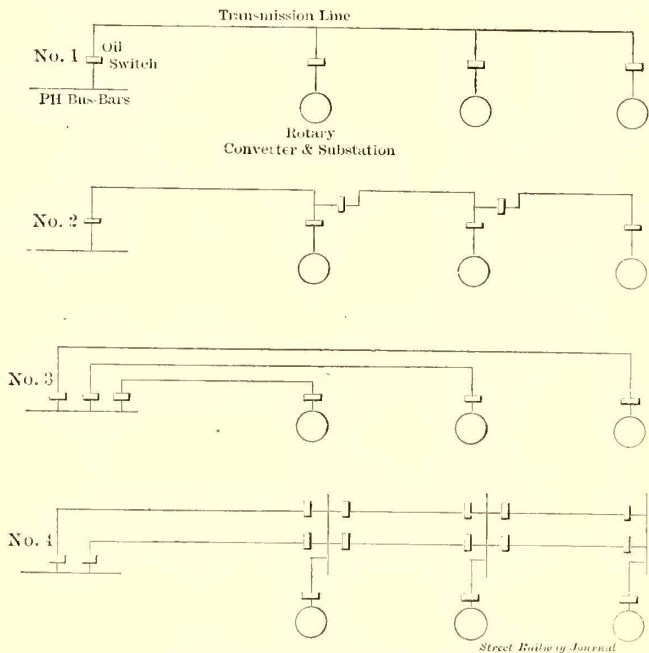 Transmission Line
No. 1
Oil
Switch
PH Bus-Bars
Rotary
Converter & Substation
No. 2
No. 3
No. 4
Street Railway Journal